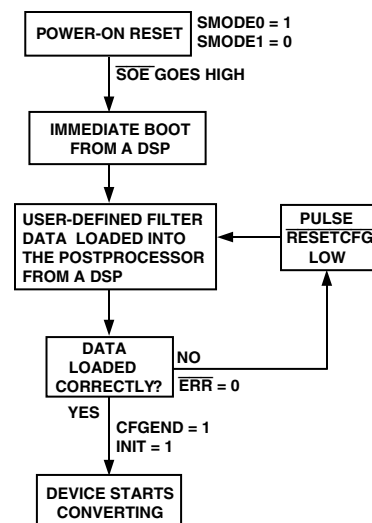 POWER-ON RESET
SMODE0 = 1
SMODE1 = 0
SOE GOES HIGH
IMMEDIATE BOOT
FROM A DSP
USER-DEFINED FILTER
DATA LOADED INTO
THE POSTPROCESSOR
FROM A DSP
PULSE
RESETCFG
LOW
DATA
LOADED
CORRECTLY?
NO
ERR = 0
YES
CFGEND = 1
INIT = 1
DEVICE STARTS
CONVERTING